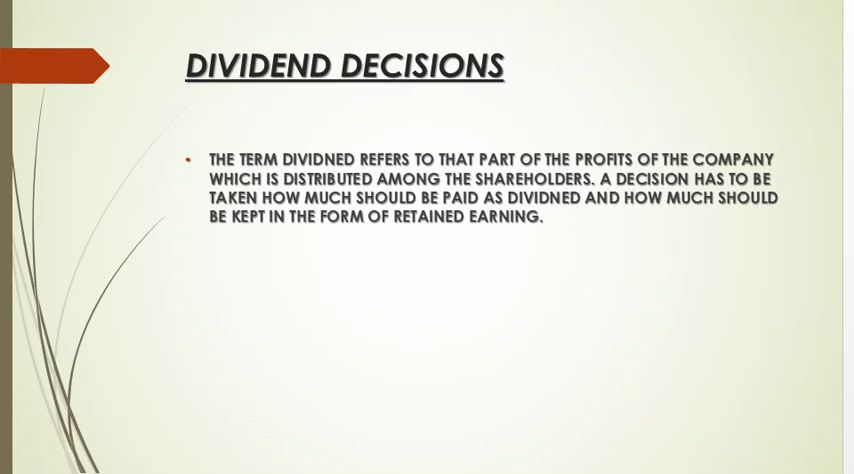 DIVIDEND DECISIONS
• THE TERM DIVIDNED REFERS TO THAT PART OF THE PROFITS OF THE COMPANY
WHICH IS DISTRIBUTED AMONG THE SHAREHOLDERS. A DECISION HAS TO BE
TAKEN HOW MUCH SHOULD BE PAID AS DIVIDNED AND HOW MUCH SHOULD
BE KEPT IN THE FORM OF RETAINED EARNING.